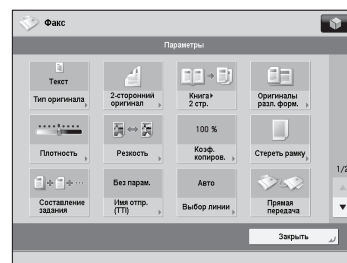 Факс
Параметры
Текст
Тип оригинала
2-сторонний
оригинал
Книга▸
2 стр.
Оригиналы
разл. форм.
Плотность
Резкость
100 %
Коэф.
копиров.
Стереть рамку
Составление
задания
Без парам.
Имя отпр.
(TTI)
Авто
Выбор линии
Прямая
передача
1/2
Закрыть